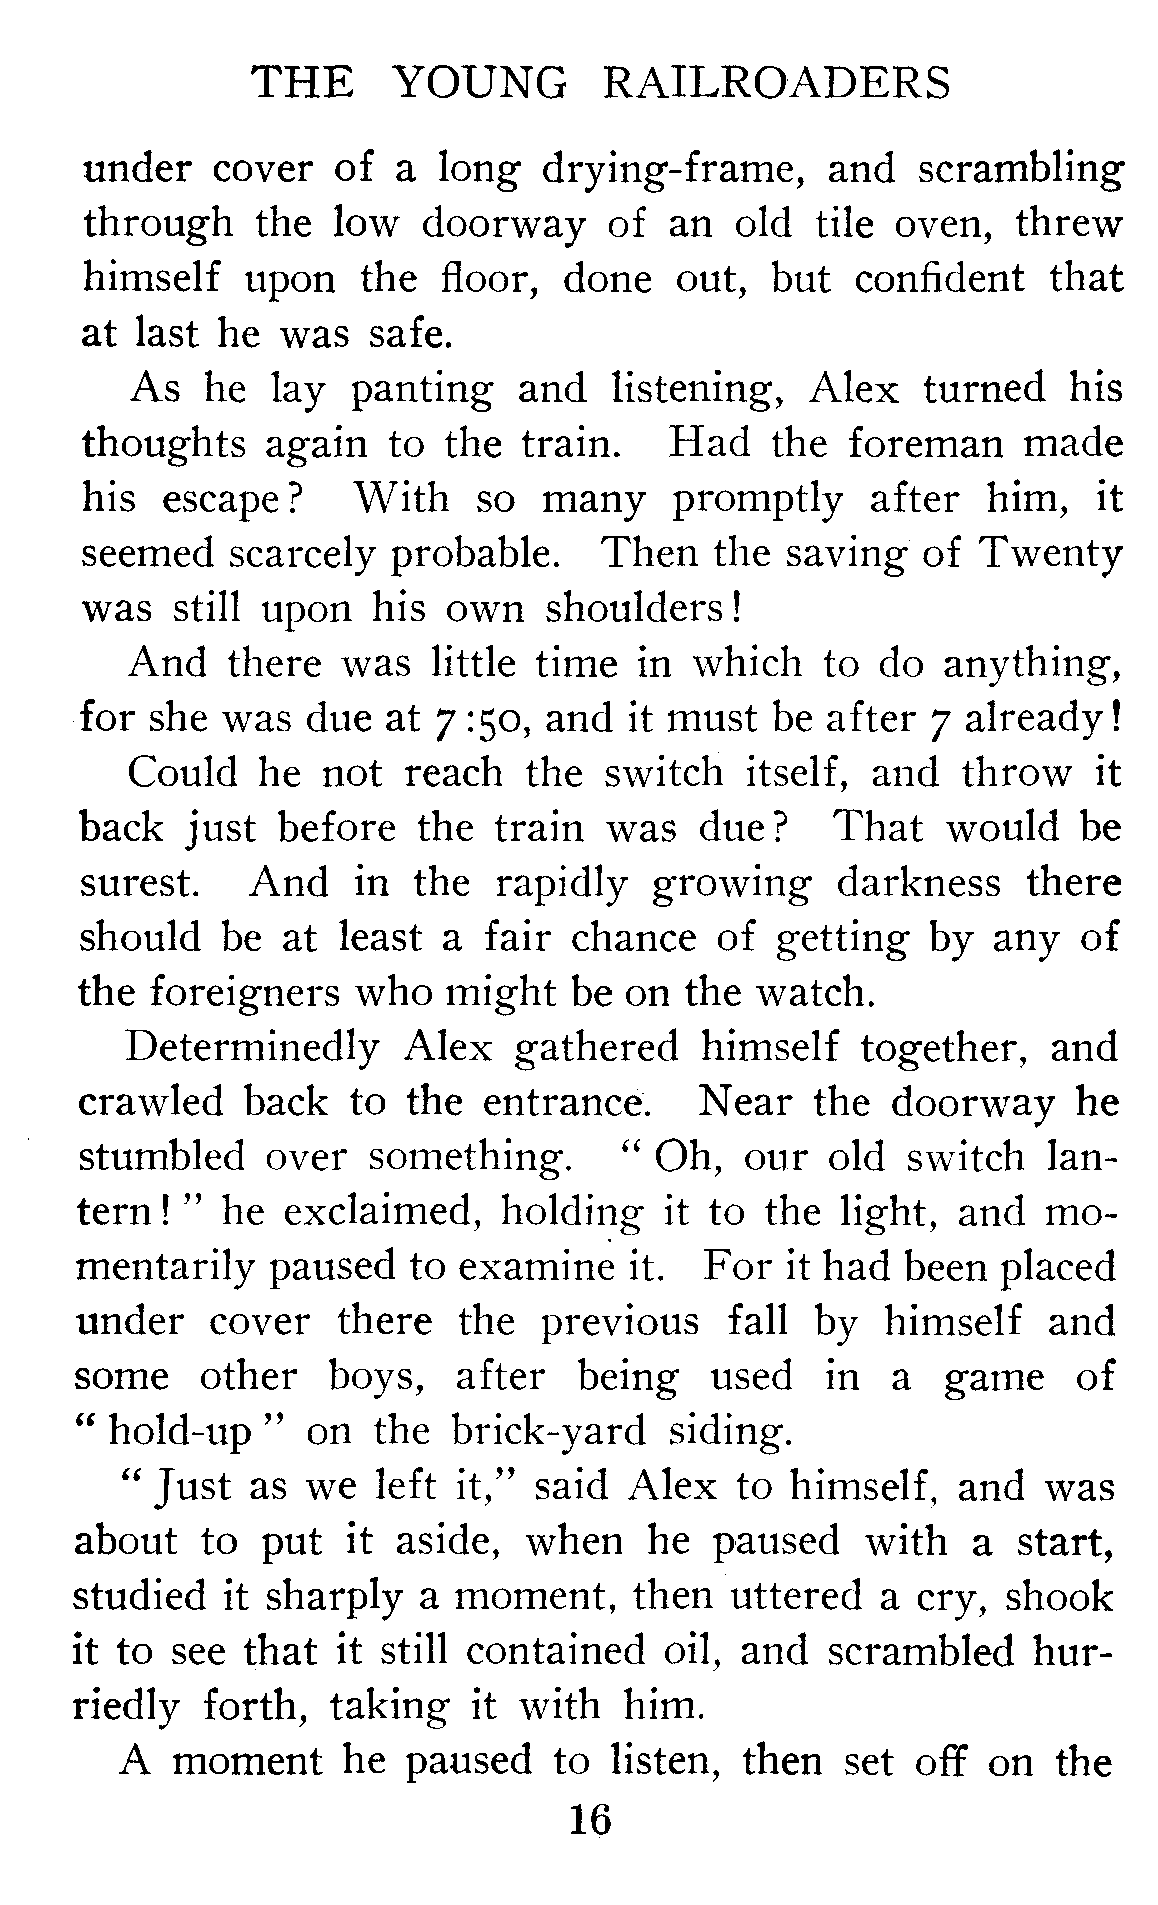 THE YOUNG RAILROADERS
under cover of a long drying-frame, and scrambling
through the low doorway of an old tile oven, threw
himself upon the floor, done out, but confident that
at last he was safe.
As he lay panting and listening, Alex turned his
thoughts again to the train. Had the foreman made
his escape? With so many promptly after him, it
seemed scarcely probable. Then the saving of Twenty
was still upon his own shoulders!
And there was little time in which to do anything,
for she was due at 7:50, and it must be after 7 already!
Could he not reach the switch itself, and throw it
back just before the train was due? That would be
surest. And in the rapidly growing darkness there
should be at least a fair chance of getting by any of
the foreigners who might be on the watch.
Determinedly Alex gathered himself together, and
crawled back to the entrance. Near the doorway he
stumbled over something. "Oh, our old switch lan-
tern!" he exclaimed, holding it to the light, and mo-
mentarily paused to examine it. For it had been placed
under cover there the previous fall by himself and
some other boys, after being used in a game of
"hold-up" on the brick-yard siding.
"Just as we left it," said Alex to himself, and was
about to put it aside, when he paused with a start,
studied it sharply a moment, then uttered a cry, shook
it to see that it still contained oil, and scrambled hur-
riedly forth, taking it with him.
A moment he paused to listen, then set off on the
16